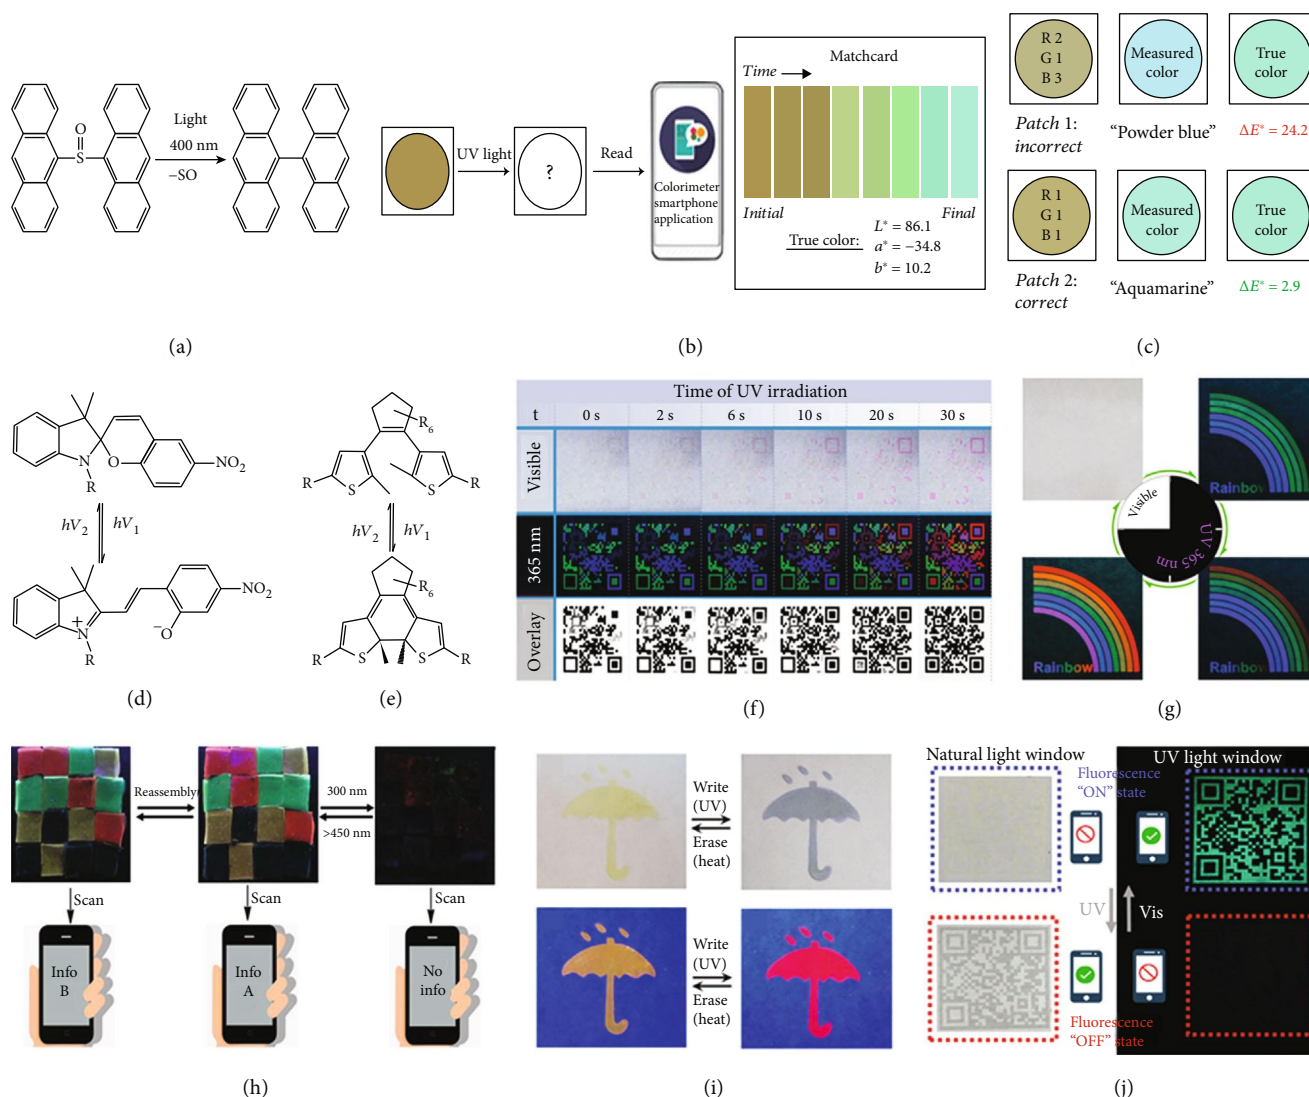 Light
400 nm
−SO
O
S
(a)
UV light
?
Read
Colorimeter
smartphone
application
Matchcard
Time
Initial
Final
True color:
L* = 86.1
a* = −34.8
b* = 10.2
(b)
R 2
G 1
B 3
Measured
color
True
color
Patch 1:
incorrect
"Powder blue"
ΔE* = 24.2
R 1
G 1
B 1
Measured
color
True
color
Patch 2:
correct
"Aquamarine"
ΔE* = 2.9
(c)
N
O
R
NO2
hV2
hV1
N
+
R
−O
NO2
(d)
R6
R
S
S
R
hV2
hV1
R6
R
S
S
R
(e)
Time of UV irradiation
t 0 s 2 s 6 s 10 s 20 s 30 s
Visible
365 nm
Overlay
(f)
Rainbow
Visible
UV 365 nm
Rainbow
Rainbow
(g)
Reassembly
300 nm
>450 nm
Scan
Scan
Scan
Info
B
Info
A
No
info
(h)
Write
(UV)
Erase
(heat)
Write
(UV)
Erase
(heat)
(i)
Natural light window
UV light window
Fluorescence
"ON" state
UV
Vis
Fluorescence
"OFF" state
(j)